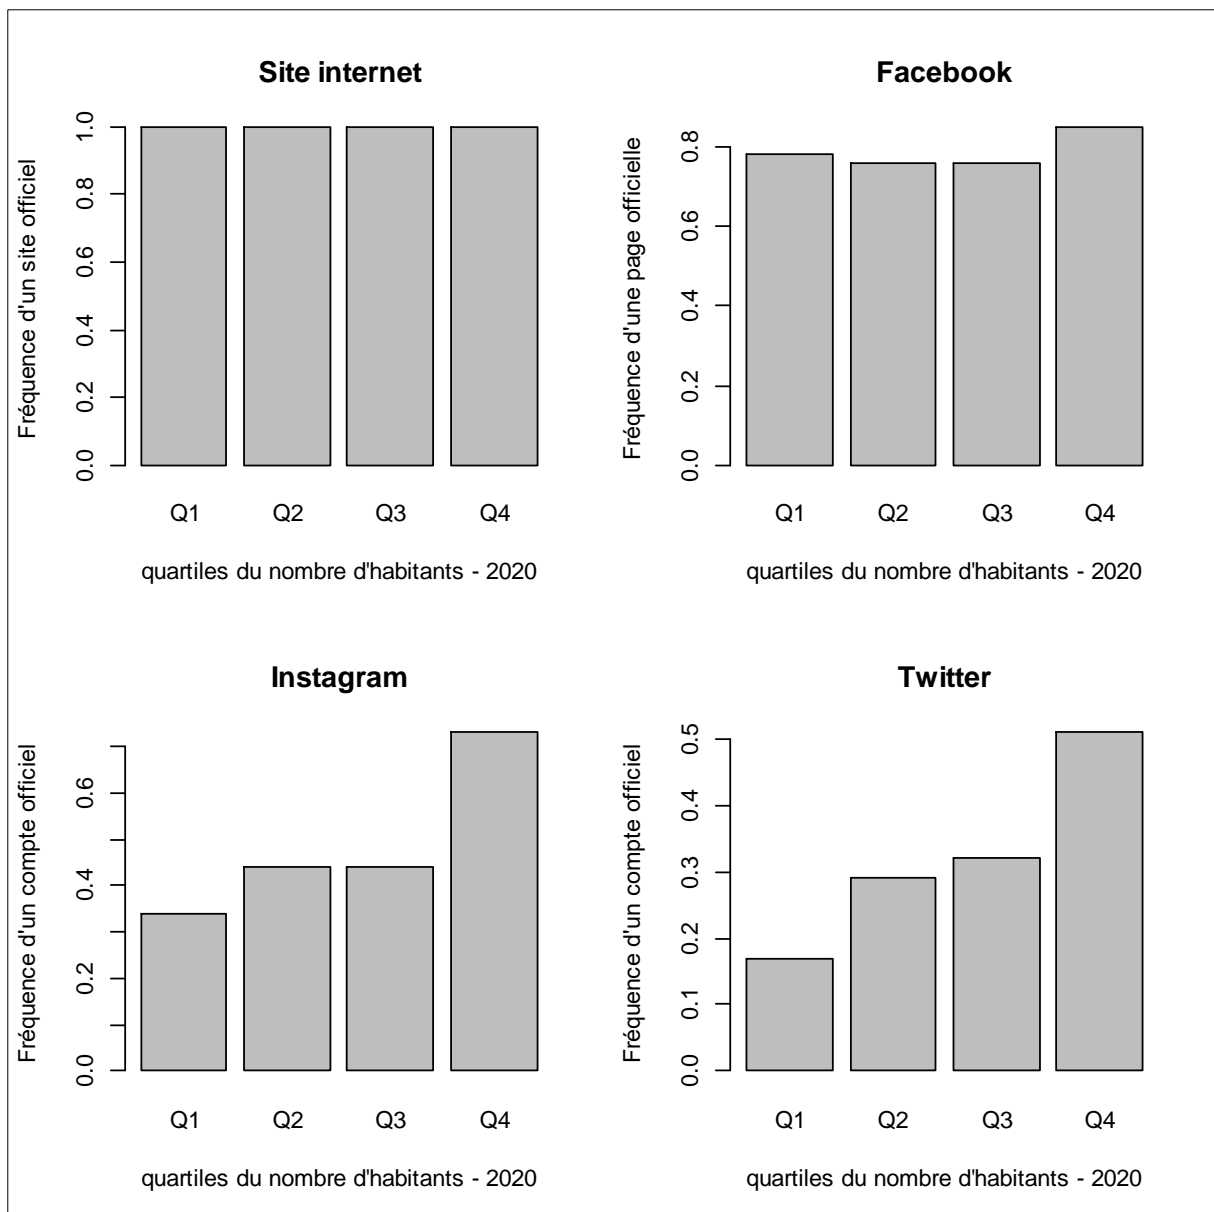 Site internet
Fréquence d'un site officiel
0.0 0.2 0.4 0.6 0.8 1.0
Q1 Q2 Q3 Q4
quartiles du nombre d'habitants - 2020
Facebook
Fréquence d'une page officielle
0.0 0.2 0.4 0.6 0.8
Q1 Q2 Q3 Q4
quartiles du nombre d'habitants - 2020
Instagram
Fréquence d'un compte officiel
0.0 0.2 0.4 0.6
Q1 Q2 Q3 Q4
quartiles du nombre d'habitants - 2020
Twitter
Fréquence d'un compte officiel
0.0 0.1 0.2 0.3 0.4 0.5
Q1 Q2 Q3 Q4
quartiles du nombre d'habitants - 2020